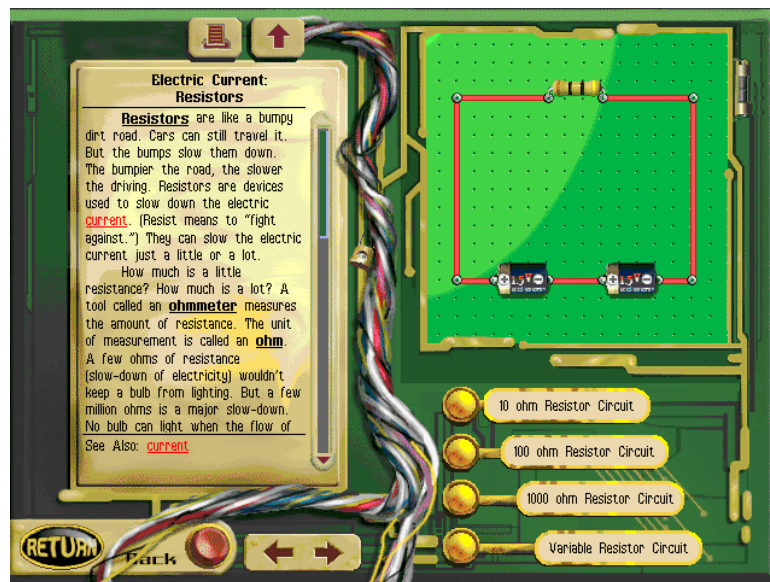 Electric Current:
Resistors
Resistors are like a bumpy
dirt road. Cars can still travel it.
But the bumps slow them down.
The bumpier the road, the slower
the driving. Resistors are devices
used to slow down the electric
current. (Resist means to “fight
against.”) They can slow the electric
current just a little or a lot.
How much is a little
resistance? How much is a lot? A
tool called an ohmmeter measures
the amount of resistance. The unit
of measurement is called an ohm.
A few ohms of resistance
(slow-down of electricity) wouldn't
keep a bulb from lighting. But a few
million ohms is a major slow-down.
No bulb can light when the flow of
See Also: current
1.5V
1.5V
10 ohm Resistor Circuit
100 ohm Resistor Circuit
1000 ohm Resistor Circuit
Variable Resistor Circuit
RETURN
Back